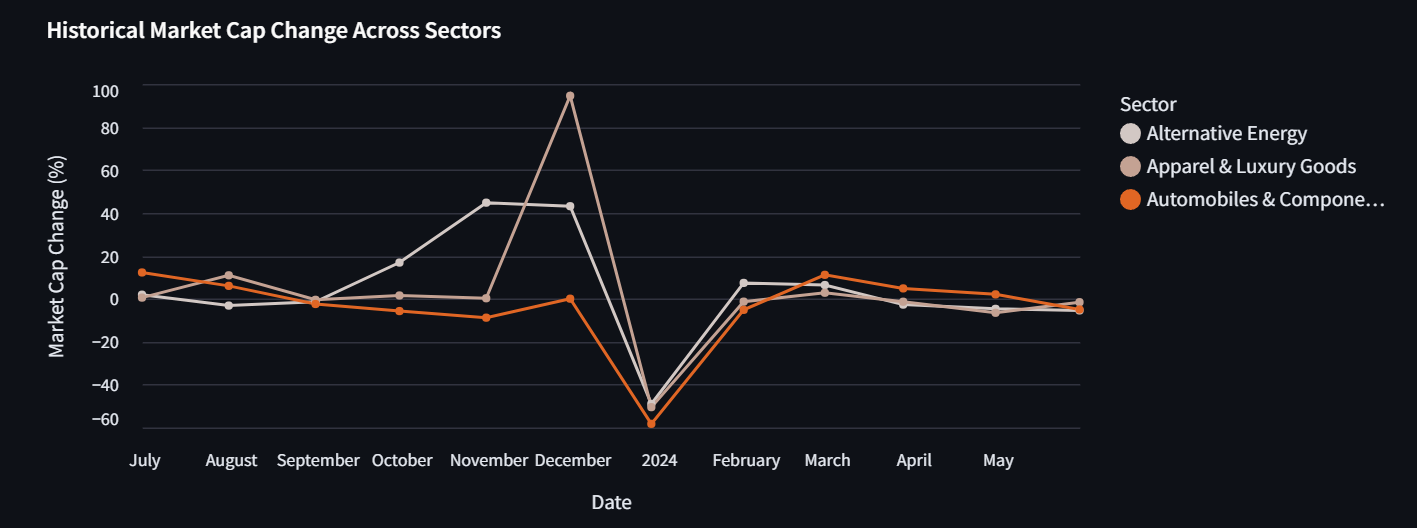 Historical Market Cap Change Across Sectors
Market Cap Change (%)
100
80
60
40
20
0
−20
−40
−60
July August September October November December 2024 February March April May
Date
Sector
Alternative Energy
Apparel & Luxury Goods
Automobiles & Compone…